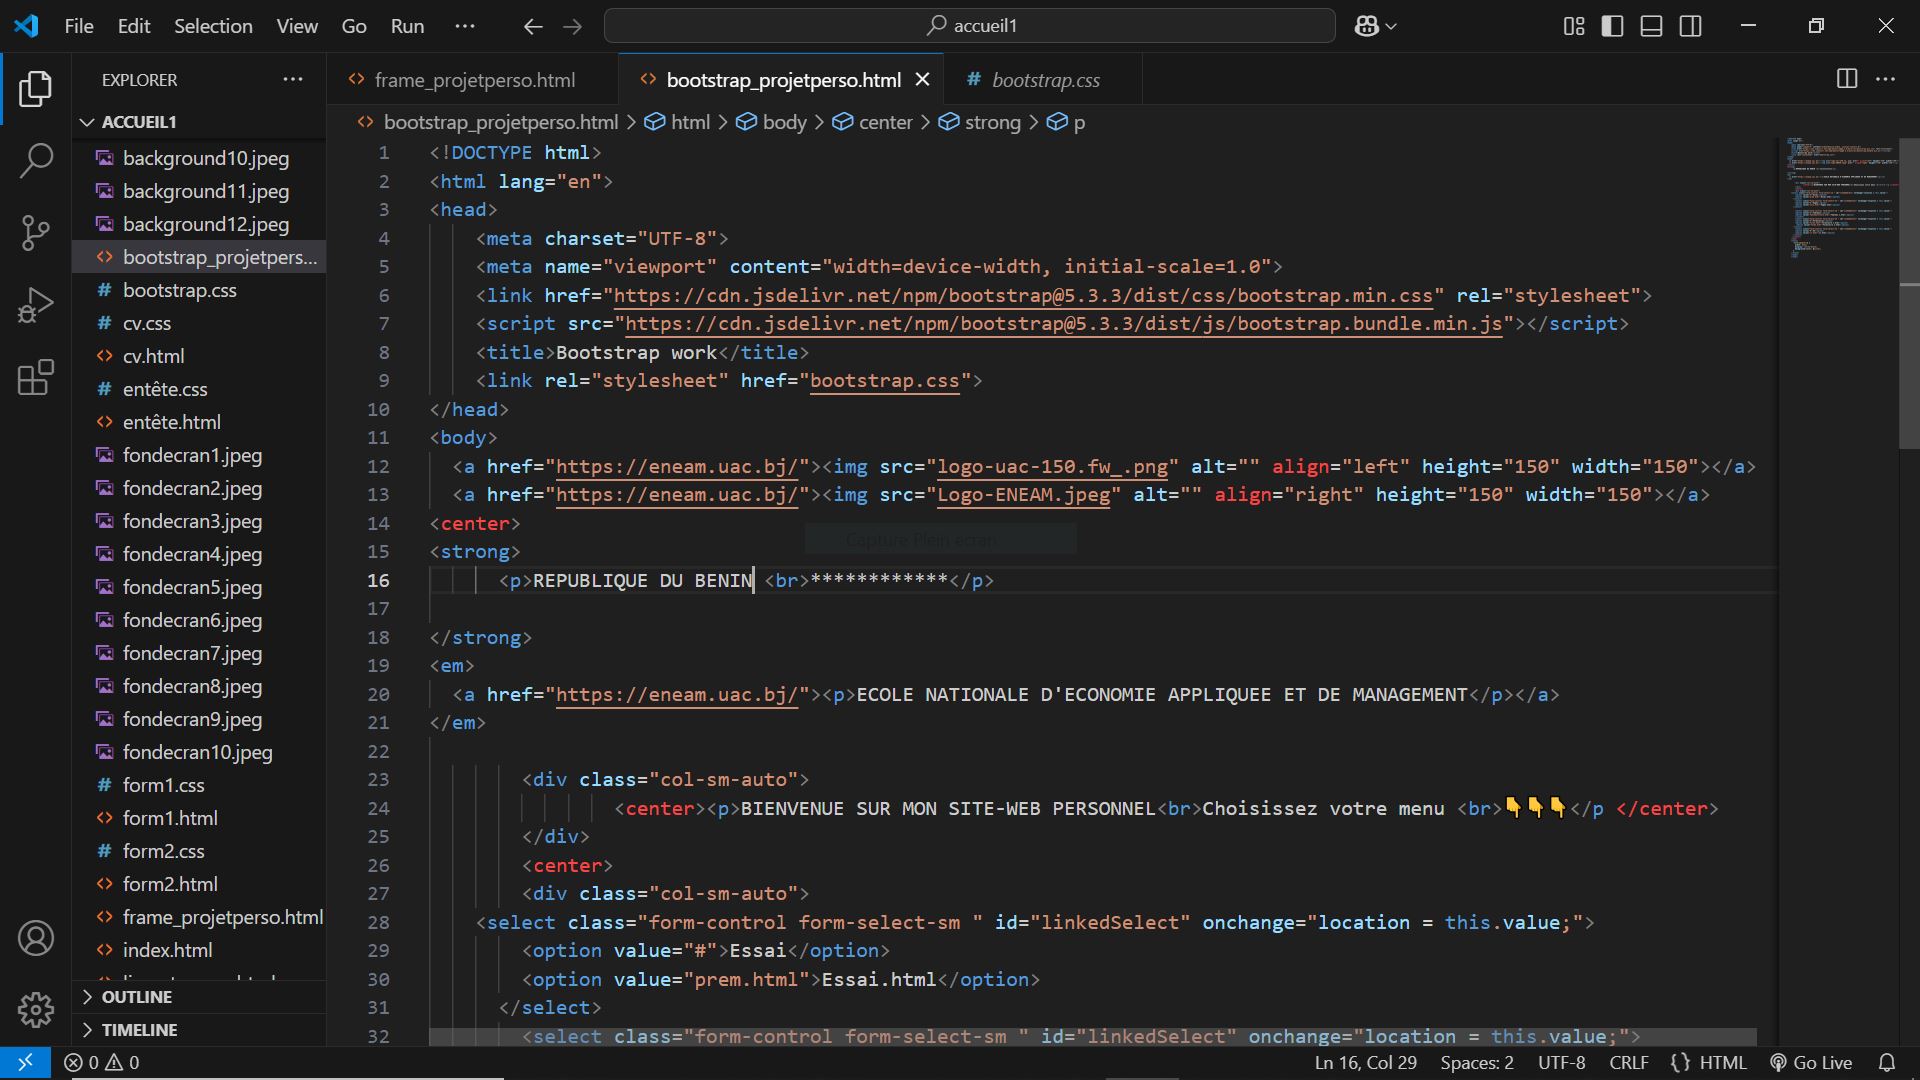 File Edit Selection View Go Run ··· accueil1
EXPLORER ···
ACCUEIL1
background10.jpeg
background11.jpeg
background12.jpeg
bootstrap_projetpers...
bootstrap.css
cv.css
cv.html
entête.css
entête.html
fondecran1.jpeg
fondecran2.jpeg
fondecran3.jpeg
fondecran4.jpeg
fondecran5.jpeg
fondecran6.jpeg
fondecran7.jpeg
fondecran8.jpeg
fondecran9.jpeg
fondecran10.jpeg
form1.css
form1.html
form2.css
form2.html
frame_projetperso.html
index.html
OUTLINE
TIMELINE
frame_projetperso.html bootstrap_projetperso.html bootstrap.css
bootstrap_projetperso.html > html > body > center > strong > p
1 <!DOCTYPE html>
2 <html lang="en">
3 <head>
4 <meta charset="UTF-8">
5 <meta name="viewport" content="width=device-width, initial-scale=1.0">
6 <link href="https://cdn.jsdelivr.net/npm/bootstrap@5.3.3/dist/css/bootstrap.min.css" rel="stylesheet">
7 <script src="https://cdn.jsdelivr.net/npm/bootstrap@5.3.3/dist/js/bootstrap.bundle.min.js"></script>
8 <title>Bootstrap work</title>
9 <link rel="stylesheet" href="bootstrap.css">
10 </head>
11 <body>
12 <a href="https://eneam.uac.bj/"><img src="logo-uac-150.fw_.png" alt="" align="left" height="150" width="150"></a>
13 <a href="https://eneam.uac.bj/"><img src="Logo-ENEAM.jpeg" alt="" align="right" height="150" width="150"></a>
14 <center>
Capture Plein écran
15 <strong>
16 <p>REPUBLIQUE DU BENIN <br>************</p>
17
18 </strong>
19 <em>
20 <a href="https://eneam.uac.bj/"><p>ECOLE NATIONALE D'ECONOMIE APPLIQUEE ET DE MANAGEMENT</p></a>
21 </em>
22
23 <div class="col-sm-auto">
24 <center><p>BIENVENUE SUR MON SITE-WEB PERSONNEL<br>Choisissez votre menu <br>👇👇👇</p </center>
25 </div>
26 <center>
27 <div class="col-sm-auto">
28 <select class="form-control form-select-sm " id="linkedSelect" onchange="location = this.value;">
29 <option value="#">Essai</option>
30 <option value="prem.html">Essai.html</option>
31 </select>
32 <select class="form-control form-select-sm " id="linkedSelect" onchange="location = this.value;">
0 0 Ln 16, Col 29 Spaces: 2 UTF-8 CRLF {} HTML Go Live